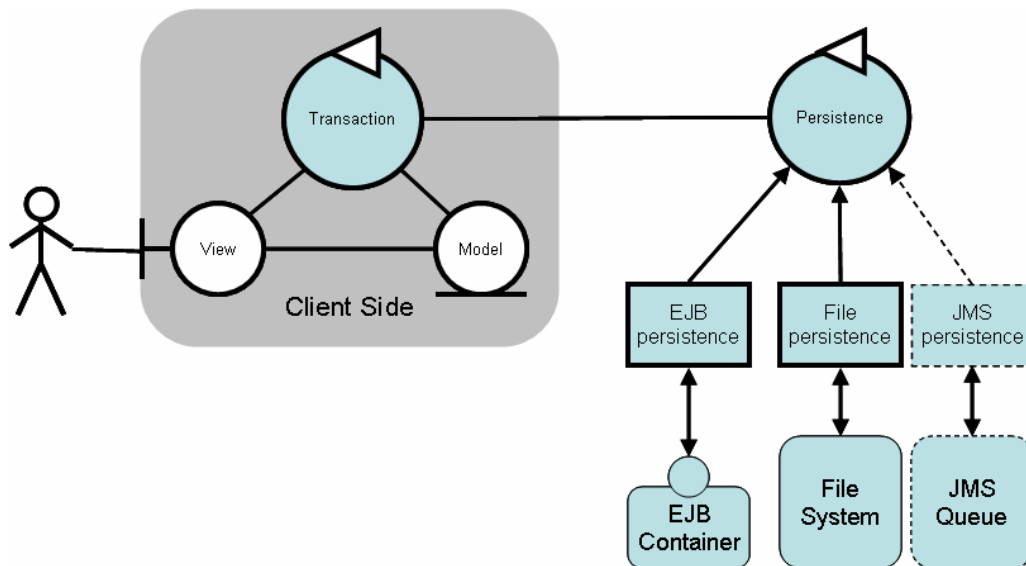 Transaction
Persistence
View
Model
Client Side
EJB
persistence
File
persistence
JMS
persistence
EJB
Container
File
System
JMS
Queue